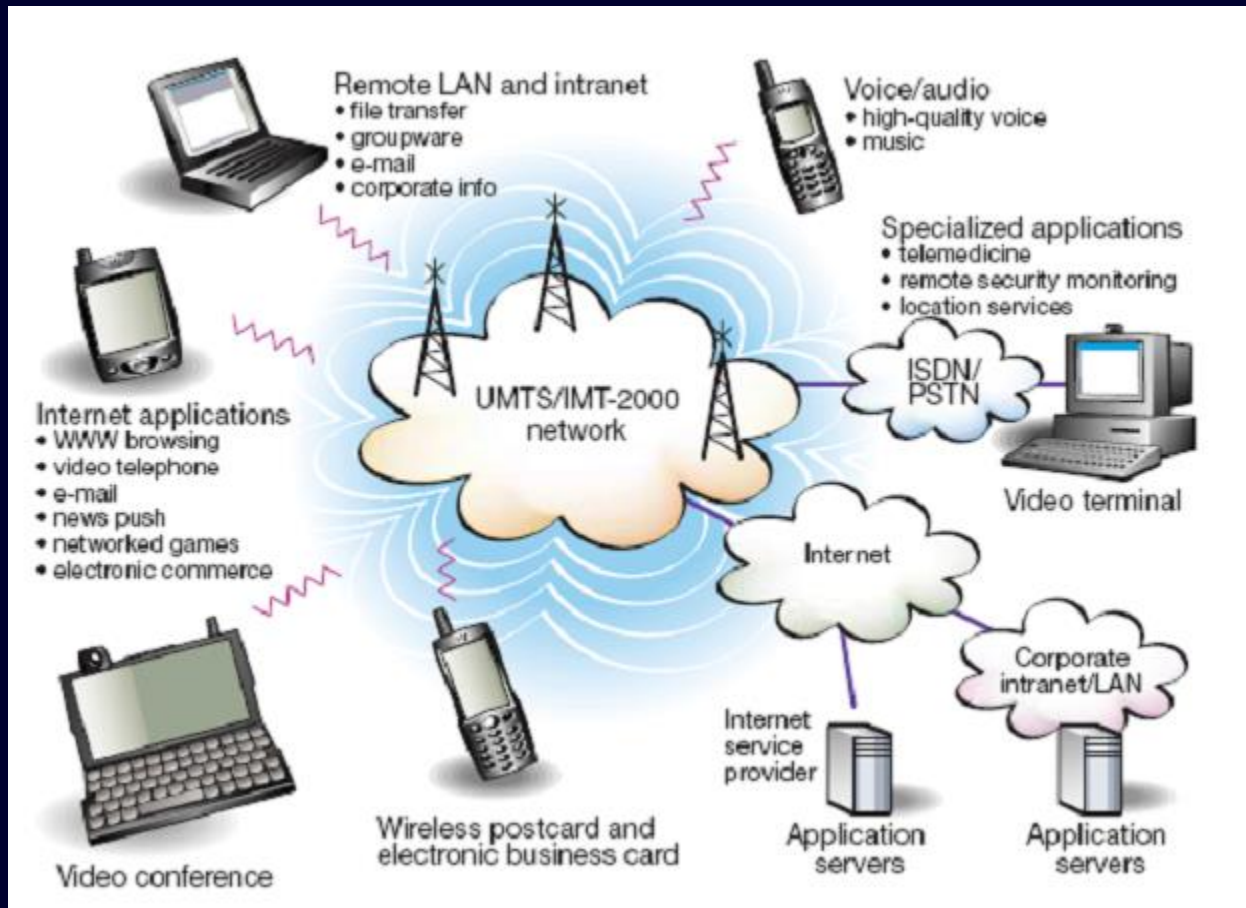 Remote LAN and intranet
• file transfer
• groupware
• e-mail
• corporate info
Voice/audio
• high-quality voice
• music
Specialized applications
• telemedicine
• remote security monitoring
• location services
ISDN/
PSTN
Video terminal
UMTS/IMT-2000
network
Internet applications
• WWW browsing
• video telephone
• e-mail
• news push
• networked games
• electronic commerce
Internet
Corporate
intranet/LAN
Internet
service
provider
Application
servers
Application
servers
Wireless postcard and
electronic business card
Video conference